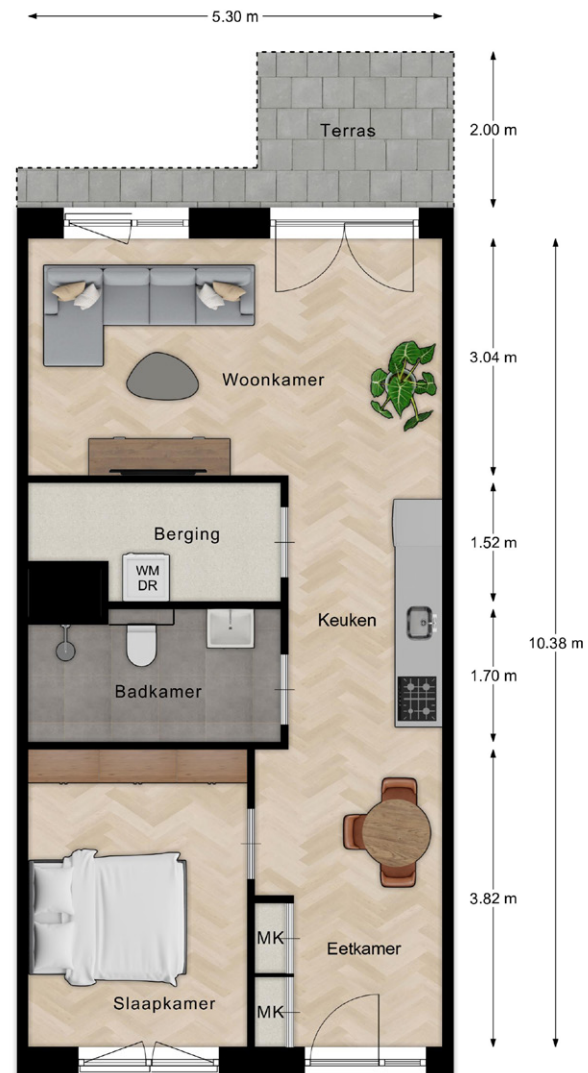 5.30 m
Terras
2.00 m
Woonkamer
3.04 m
Berging
1.52 m
WM
DR
Keuken
10.38 m
Badkamer
1.70 m
3.82 m
MK
Eetkamer
Slaapkamer
MK